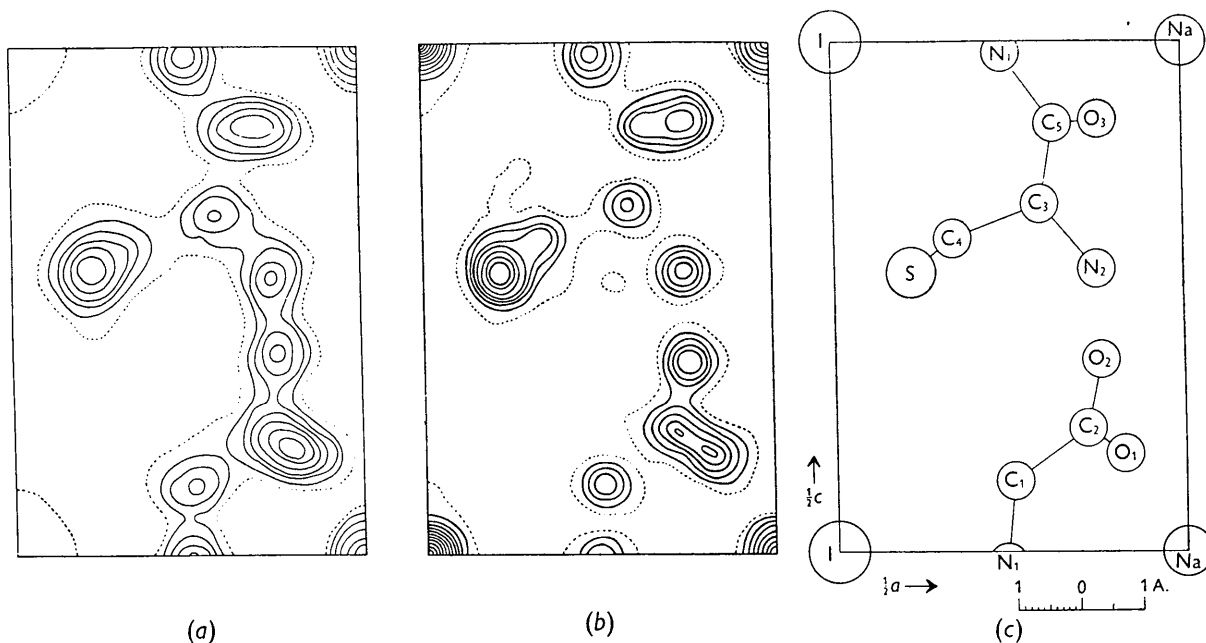 I
N₁
Na
C₅
O₃
C₃
C₄
S
N₂
O₂
C₂
O₁
C₁
½c
I
N₁
Na
½a →
1 0 1 A.
(a) (b) (c)